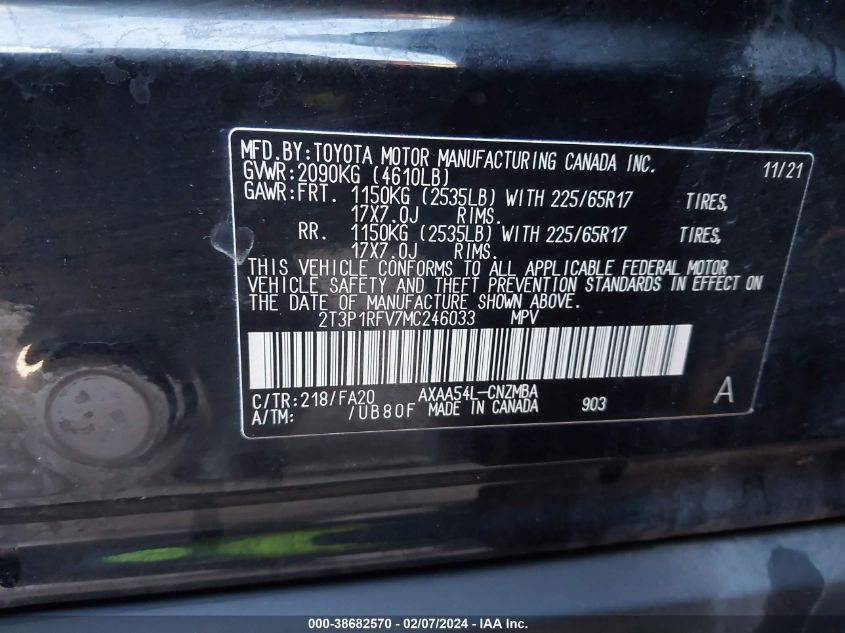 MFD.BY:TOYOTA MOTOR MANUFACTURING CANADA INC. 11/21
GVWR:2090KG (4610LB)
GAWR:FRT. 1150KG (2535LB) WITH 225/65R17 TIRES,
17X7.0J RIMS.
RR. 1150KG (2535LB) WITH 225/65R17 TIRES,
17X7.0J RIMS.
THIS VEHICLE CONFORMS TO ALL APPLICABLE FEDERAL MOTOR
VEHICLE SAFETY AND THEFT PREVENTION STANDARDS IN EFFECT ON
THE DATE OF MANUFACTURE SHOWN ABOVE.
2T3P1RFV7MC246033 MPV
C/TR:218/FA20 AXAA54L-CNZMBA
A/TM: /UB80F MADE IN CANADA 903 A
000-38682570 - 02/07/2024 - IAA Inc.